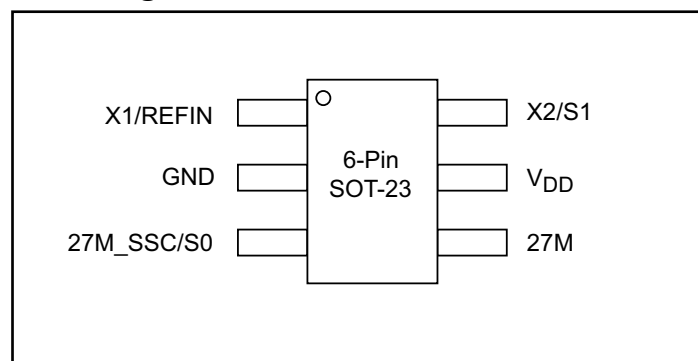 X1/REFIN
X2/S1
GND
6-Pin
SOT-23
VDD
27M_SSC/S0
27M